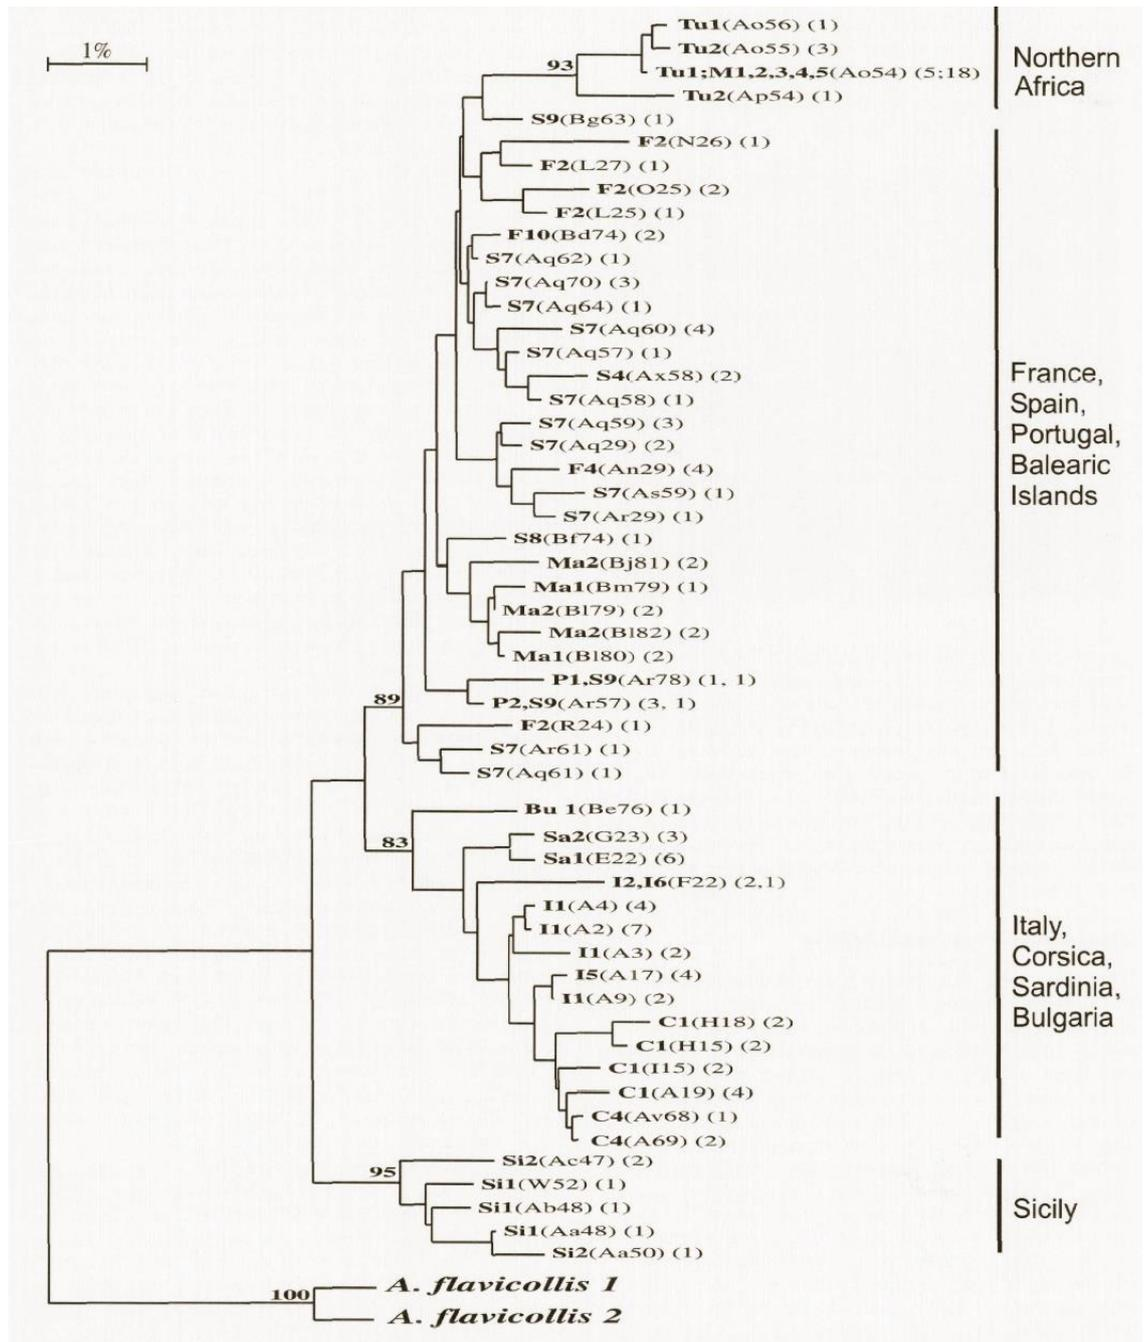 1%
93
Tu1(Ao56) (1)
Tu2(Ao55) (3)
Tu1;M1,2,3,4,5(Ao54) (5;18)
Tu2(Ap54) (1)
Northern
Africa
S9(Bg63) (1)
F2(N26) (1)
F2(L27) (1)
F2(O25) (2)
F2(L25) (1)
F10(Bd74) (2)
S7(Aq62) (1)
S7(Aq70) (3)
S7(Aq64) (1)
S7(Aq60) (4)
S7(Aq57) (1)
S4(Ax58) (2)
S7(Aq58) (1)
S7(Aq59) (3)
S7(Aq29) (2)
F4(An29) (4)
S7(As59) (1)
S7(Ar29) (1)
S8(Bf74) (1)
Ma2(Bj81) (2)
Ma1(Bm79) (1)
Ma2(Bl79) (2)
Ma2(Bl82) (2)
Ma1(Bl80) (2)
P1,S9(Ar78) (1, 1)
P2,S9(Ar57) (3, 1)
89
F2(R24) (1)
S7(Ar61) (1)
S7(Aq61) (1)
France,
Spain,
Portugal,
Balearic
Islands
83
Bu 1(Be76) (1)
Sa2(G23) (3)
Sa1(E22) (6)
I2,I6(F22) (2,1)
I1(A4) (4)
I1(A2) (7)
I1(A3) (2)
I5(A17) (4)
I1(A9) (2)
C1(H18) (2)
C1(H15) (2)
C1(I15) (2)
C1(A19) (4)
C4(Av68) (1)
C4(A69) (2)
Italy,
Corsica,
Sardinia,
Bulgaria
95
Si2(Ac47) (2)
Si1(W52) (1)
Si1(Ab48) (1)
Si1(Aa48) (1)
Si2(Aa50) (1)
Sicily
100
A. flavicollis 1
A. flavicollis 2